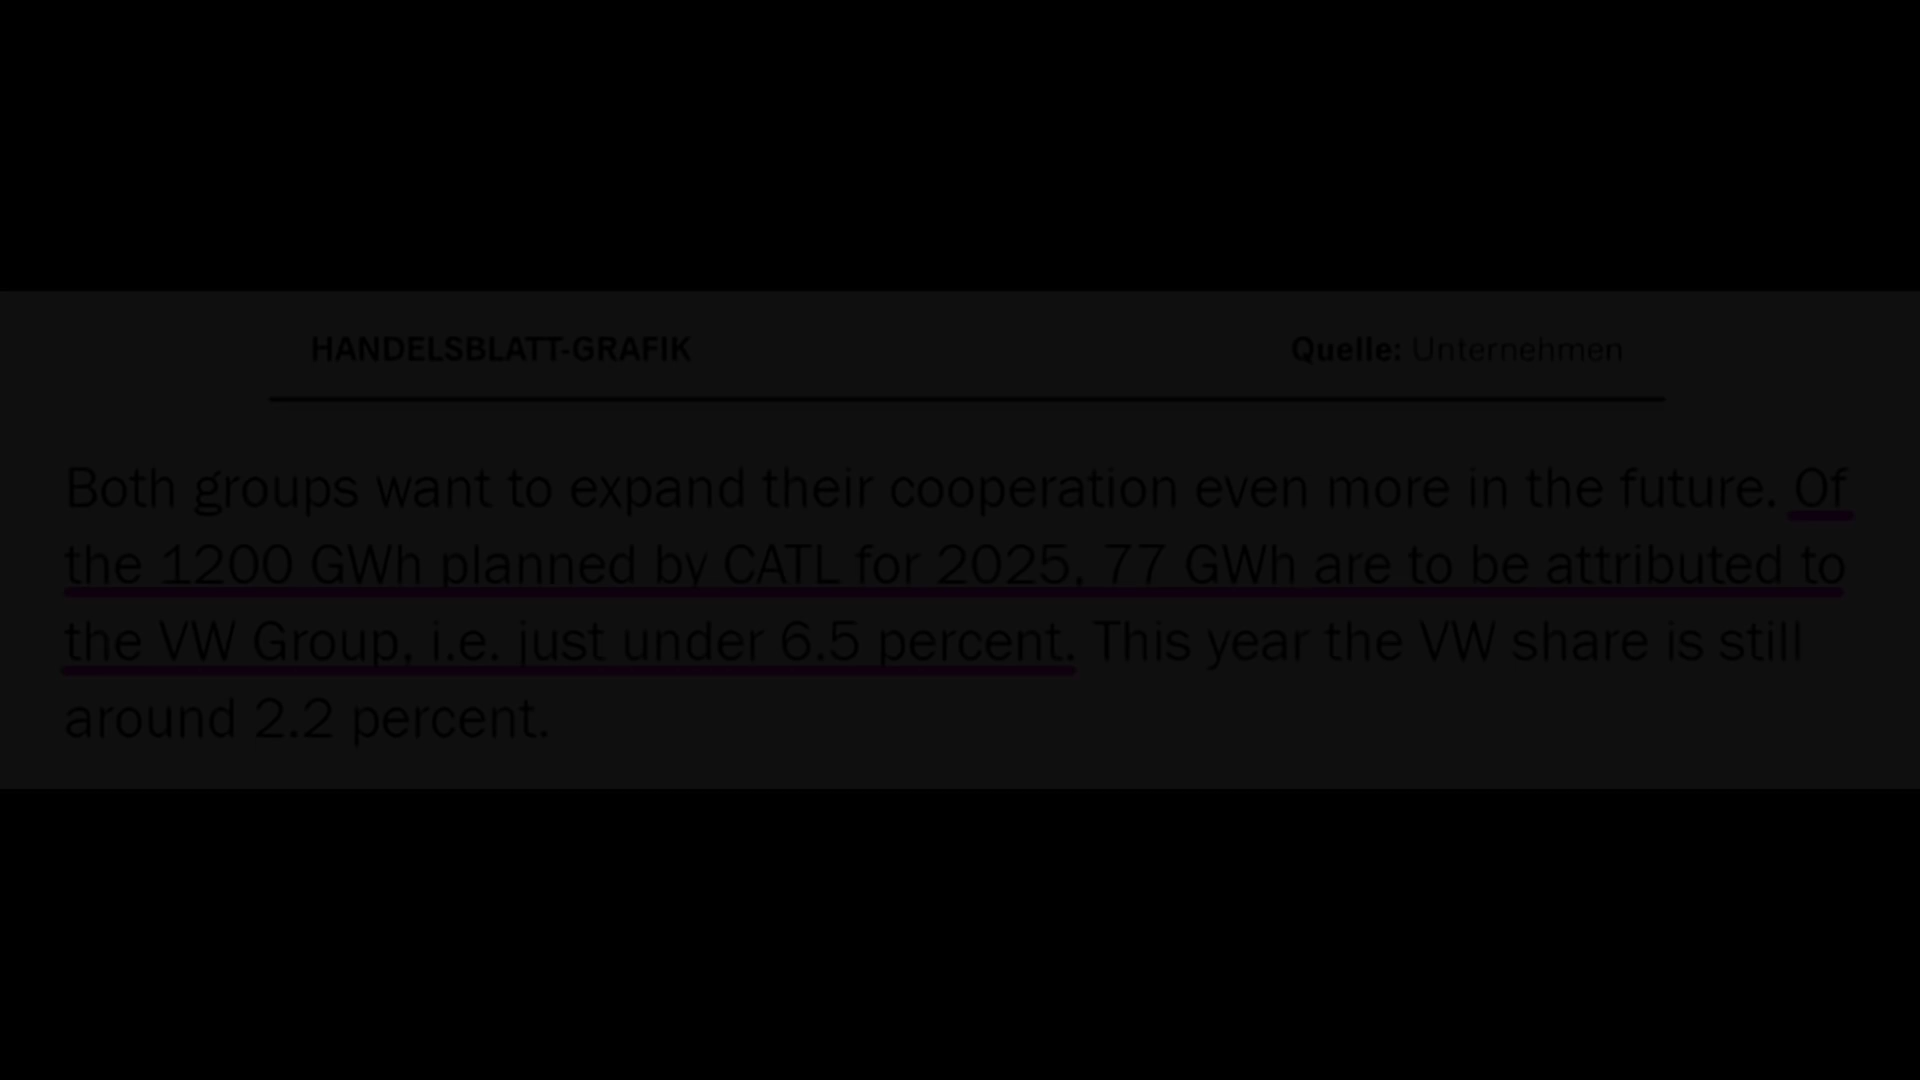 HANDELSBLATT-GRAFIK
Quelle: Unternehmen
Both groups want to expand their cooperation even more in the future. Of
the 1200 GWh planned by CATL for 2025, 77 GWh are to be attributed to
the VW Group, i.e. just under 6.5 percent. This year the VW share is still
around 2.2 percent.